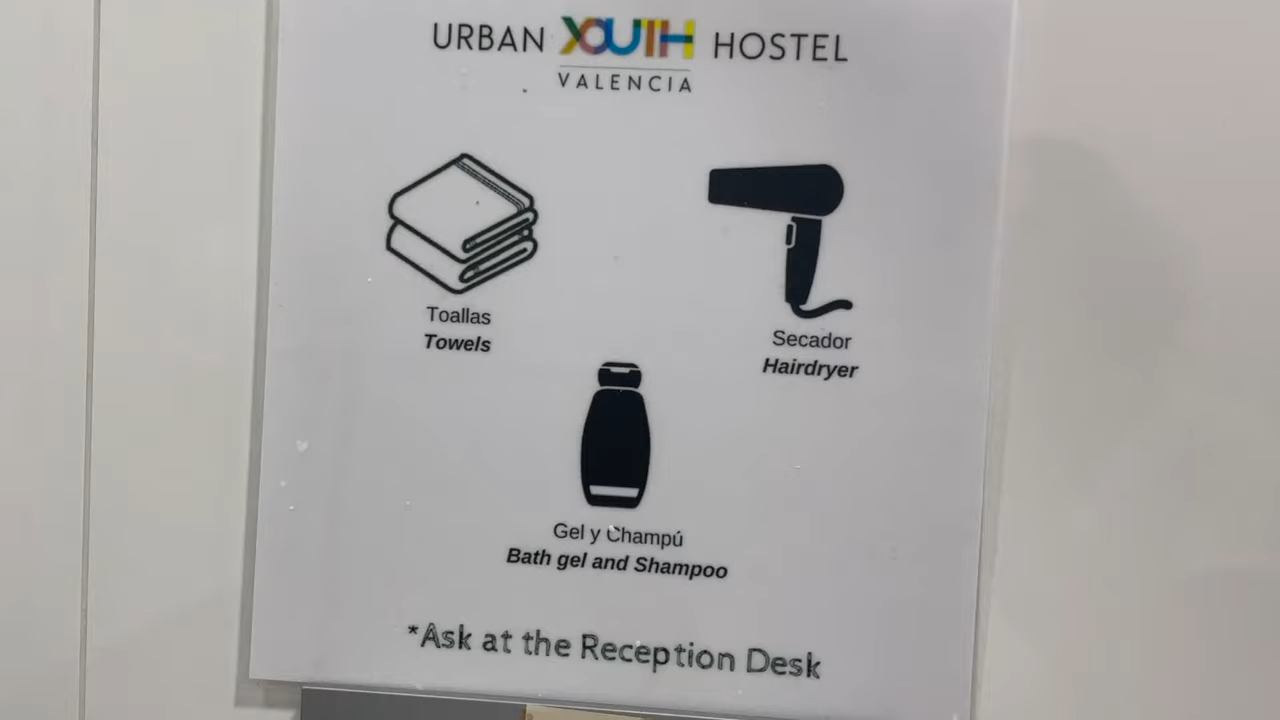 URBAN YOUTH HOSTEL
VALENCIA
Toallas
Towels
Secador
Hairdryer
Gel y Champú
Bath gel and Shampoo
*Ask at the Reception Desk